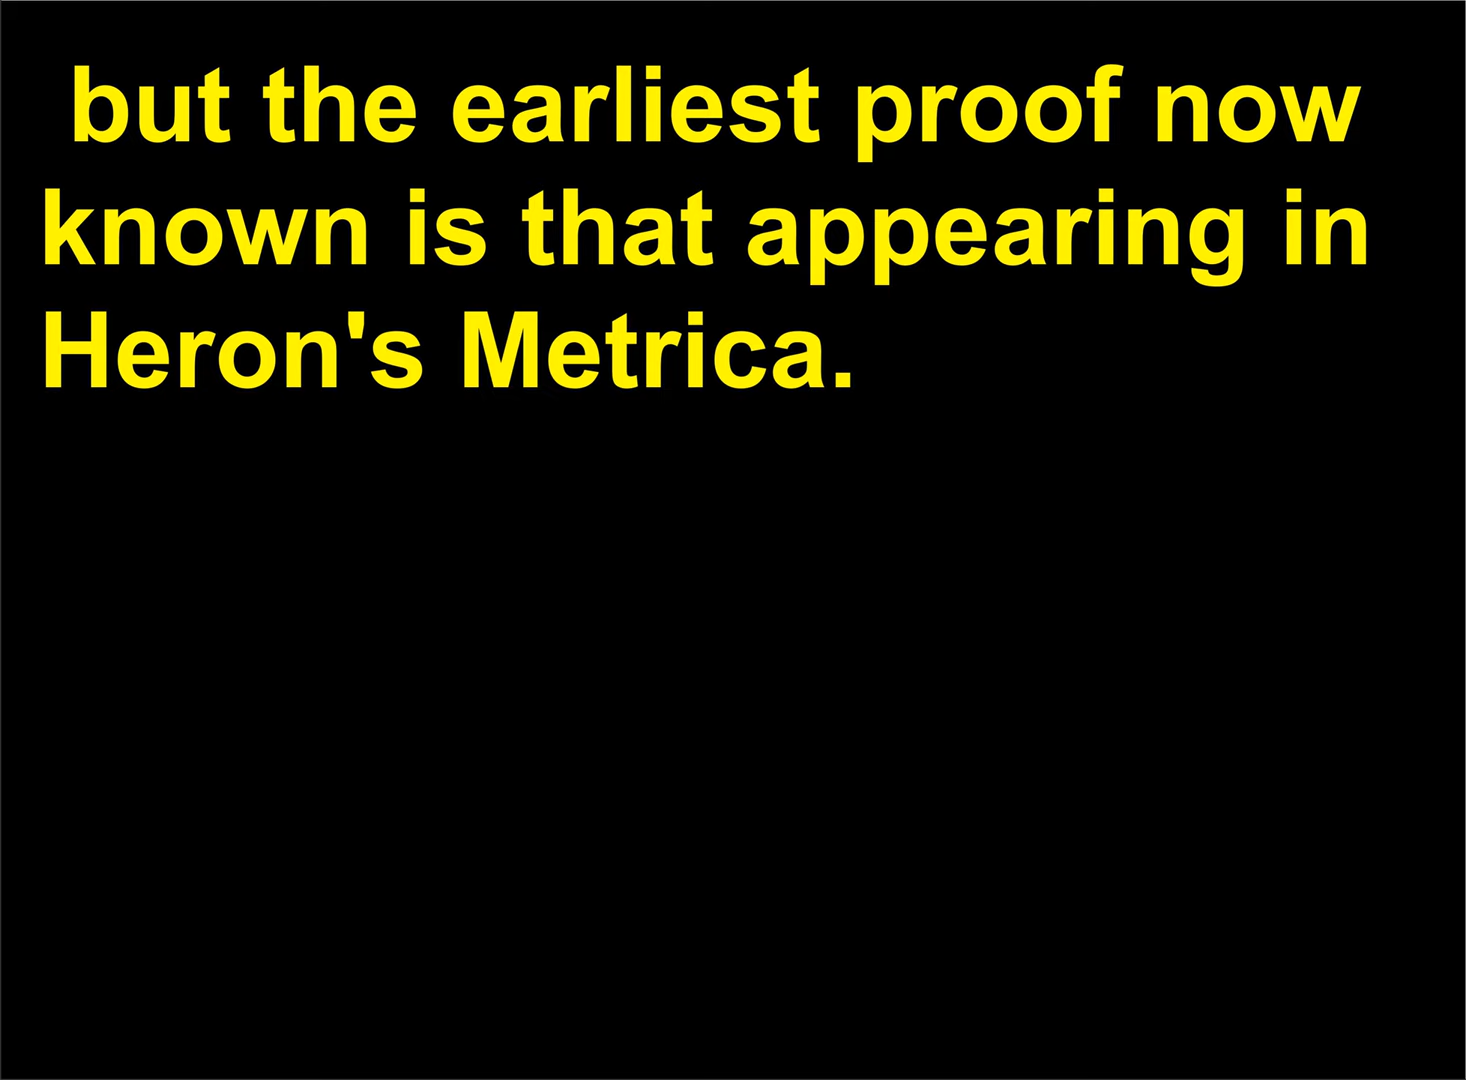 but the earliest proof now
known is that appearing in
Heron's Metrica.